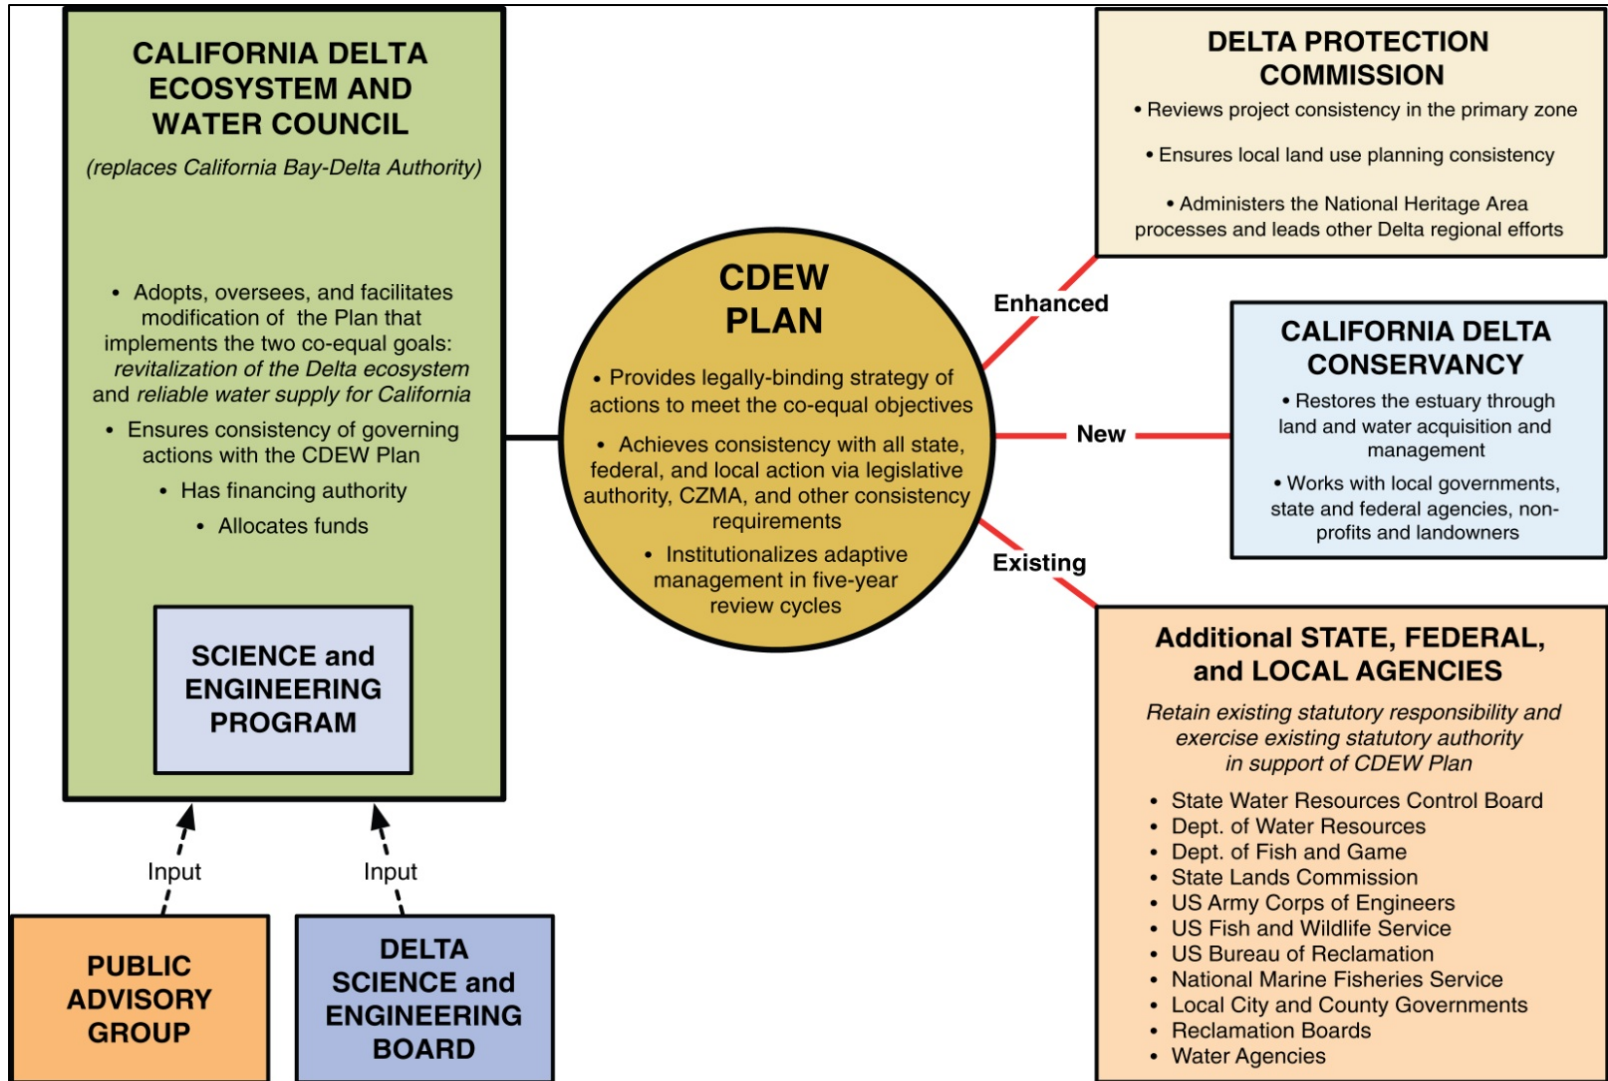 CALIFORNIA DELTA
ECOSYSTEM AND
WATER COUNCIL
(replaces California Bay-Delta Authority)
• Adopts, oversees, and facilitates
modification of the Plan that
implements the two co-equal goals:
revitalization of the Delta ecosystem
and reliable water supply for California
• Ensures consistency of governing
actions with the CDEW Plan
• Has financing authority
• Allocates funds
SCIENCE and
ENGINEERING
PROGRAM
Input
Input
PUBLIC
ADVISORY
GROUP
DELTA
SCIENCE and
ENGINEERING
BOARD
CDEW
PLAN
• Provides legally-binding strategy of
actions to meet the co-equal objectives
• Achieves consistency with all state,
federal, and local action via legislative
authority, CZMA, and other consistency
requirements
• Institutionalizes adaptive
management in five-year
review cycles
Enhanced
New
Existing
DELTA PROTECTION
COMMISSION
• Reviews project consistency in the primary zone
• Ensures local land use planning consistency
• Administers the National Heritage Area
processes and leads other Delta regional efforts
CALIFORNIA DELTA
CONSERVANCY
• Restores the estuary through
land and water acquisition and
management
• Works with local governments,
state and federal agencies, non-
profits and landowners
Additional STATE, FEDERAL,
and LOCAL AGENCIES
Retain existing statutory responsibility and
exercise existing statutory authority
in support of CDEW Plan
• State Water Resources Control Board
• Dept. of Water Resources
• Dept. of Fish and Game
• State Lands Commission
• US Army Corps of Engineers
• US Fish and Wildlife Service
• US Bureau of Reclamation
• National Marine Fisheries Service
• Local City and County Governments
• Reclamation Boards
• Water Agencies